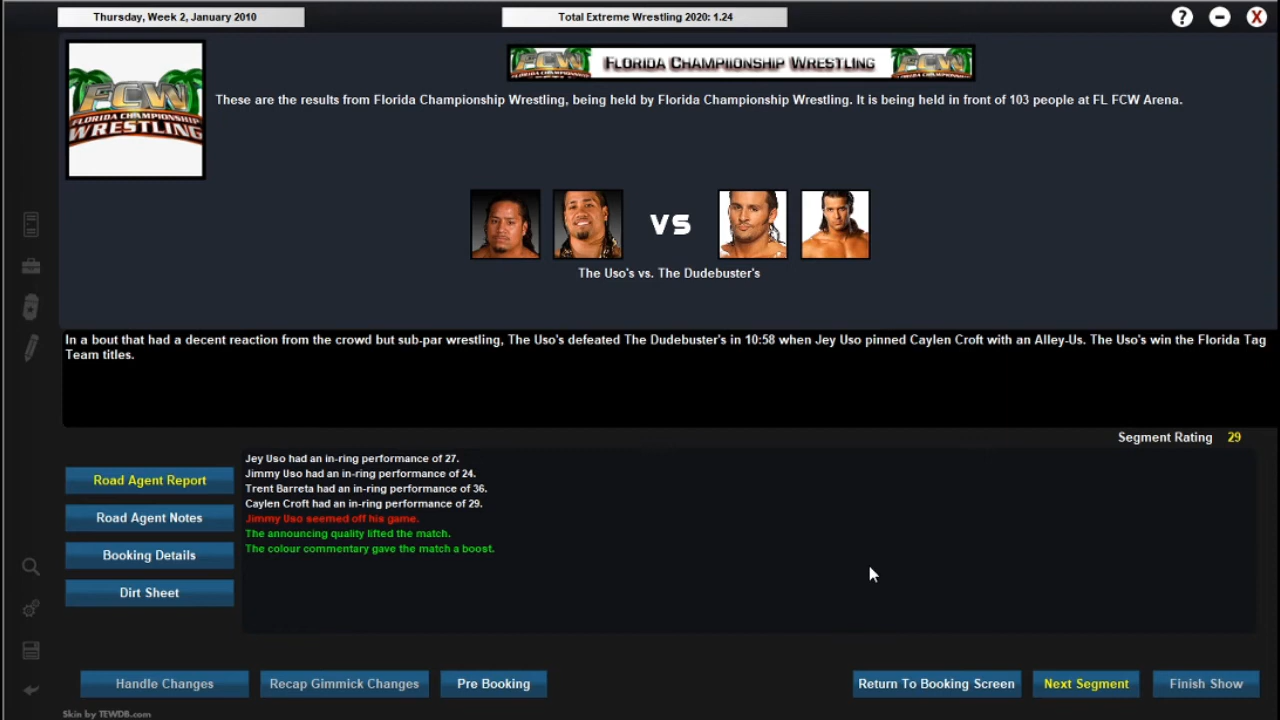 Thursday, Week 2, January 2010
Total Extreme Wrestling 2020: 1.24
?
X
FCW
FLORIDA CHAMPIONSHIP
WRESTLING
FCW
FLORIDA CHAMPIIONSHIP WRESTLING
FCW
These are the results from Florida Championship Wrestling, being held by Florida Championship Wrestling. It is being held in front of 103 people at FL FCW Arena.
VS
The Uso's vs. The Dudebuster's
In a bout that had a decent reaction from the crowd but sub-par wrestling, The Uso's defeated The Dudebuster's in 10:58 when Jey Uso pinned Caylen Croft with an Alley-Us. The Uso's win the Florida Tag
Team titles.
Segment Rating 29
Jey Uso had an in-ring performance of 27.
Jimmy Uso had an in-ring performance of 24.
Trent Barreta had an in-ring performance of 36.
Caylen Croft had an in-ring performance of 29.
Jimmy Uso seemed off his game.
The announcing quality lifted the match.
The colour commentary gave the match a boost.
Road Agent Report
Road Agent Notes
Booking Details
Dirt Sheet
Handle Changes
Recap Gimmick Changes
Pre Booking
Return To Booking Screen
Next Segment
Finish Show
Skin by TEWDB.com